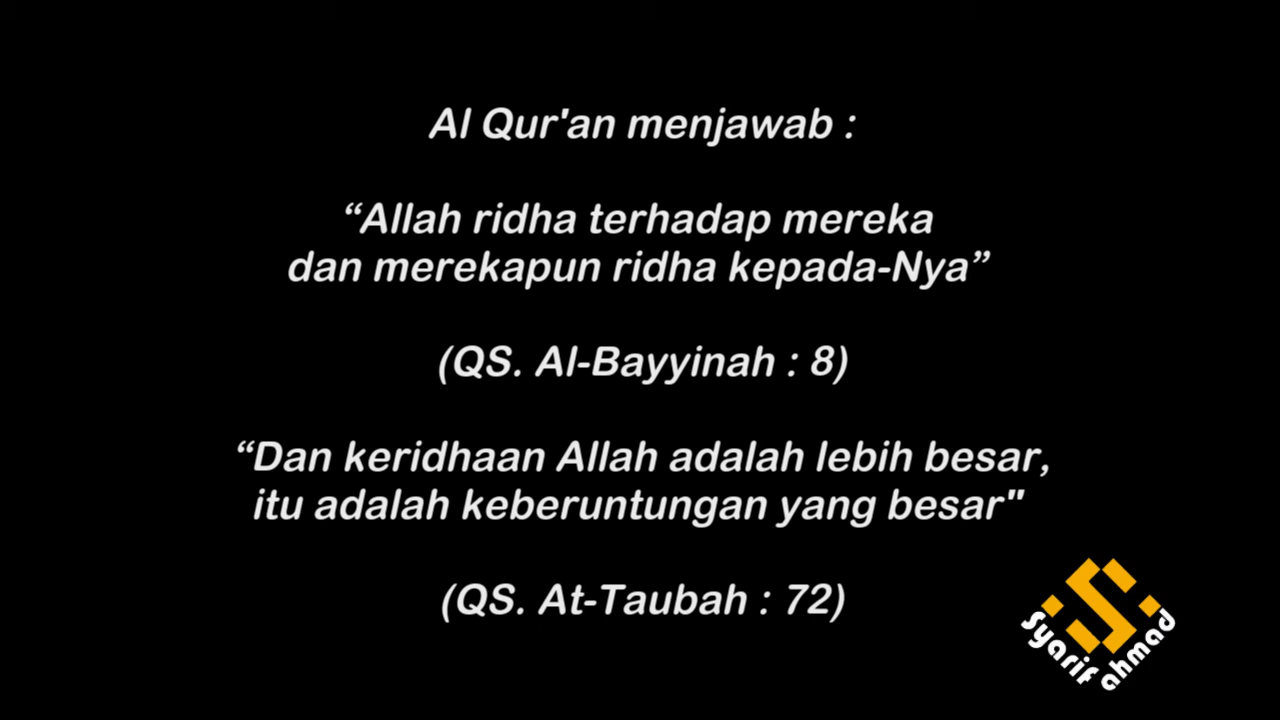 Al Qur'an menjawab :
“Allah ridha terhadap mereka
dan merekapun ridha kepada-Nya”
(QS. Al-Bayyinah : 8)
“Dan keridhaan Allah adalah lebih besar,
itu adalah keberuntungan yang besar"
(QS. At-Taubah : 72)
Syarif ahmad